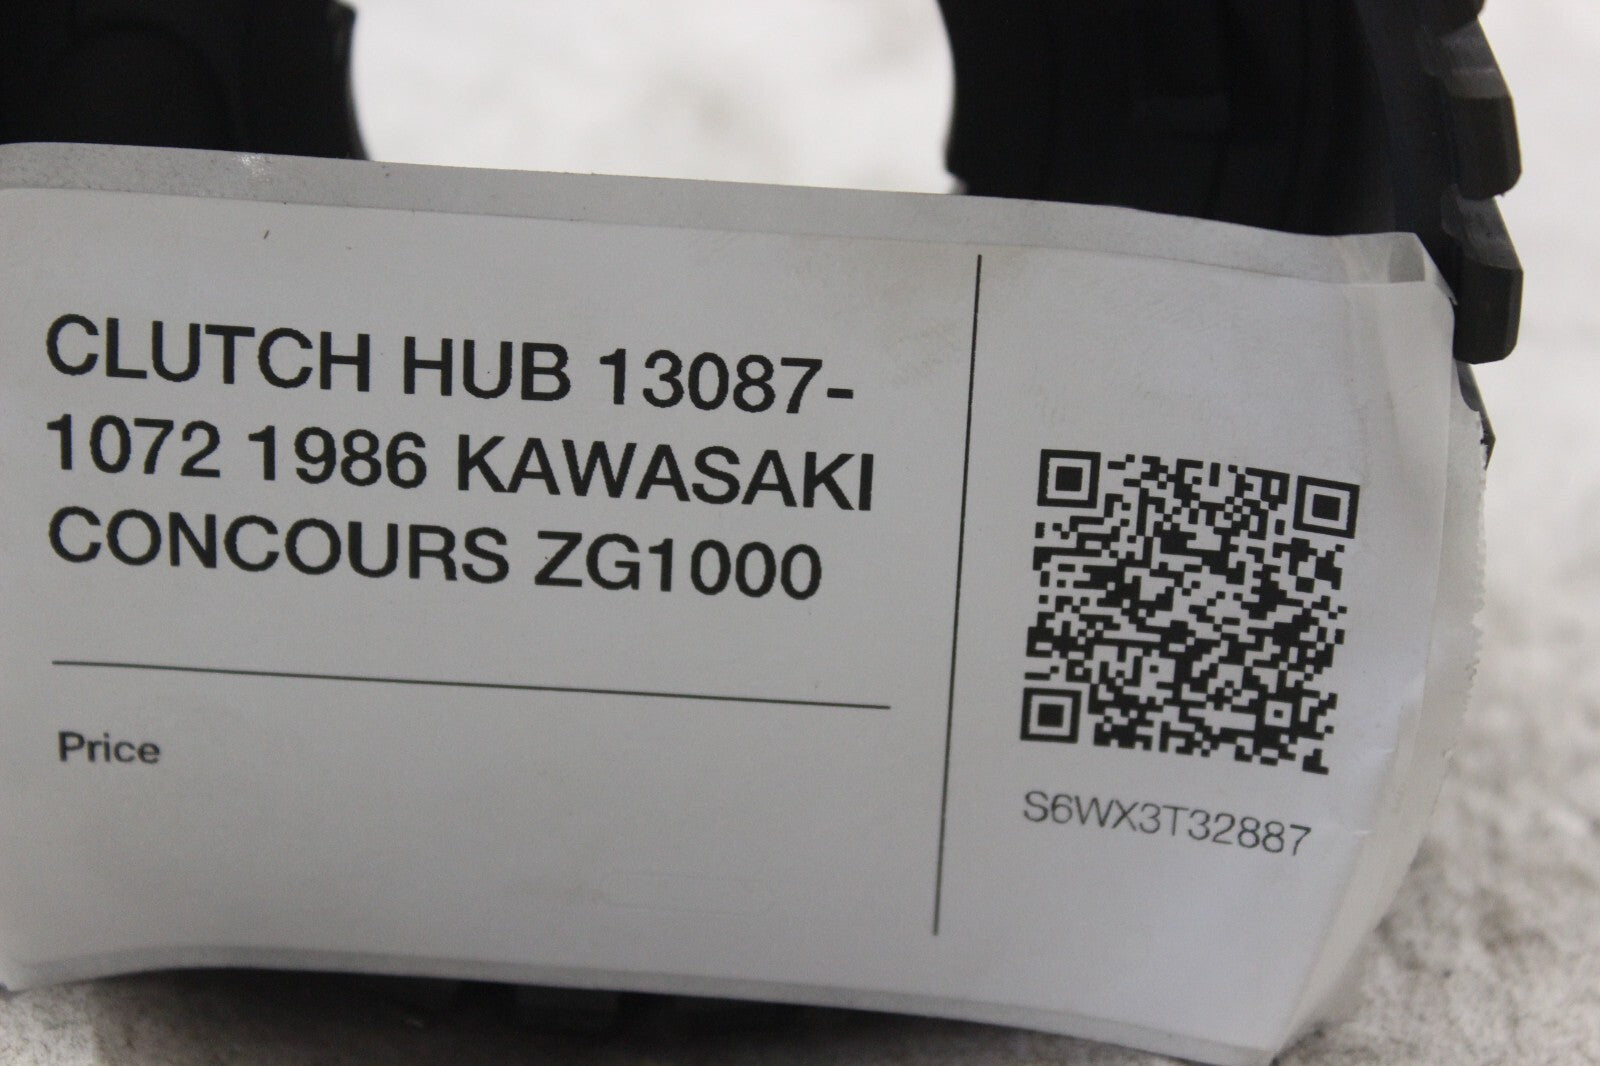 CLUTCH HUB 13087-
1072 1986 KAWASAKI
CONCOURS ZG1000
Price
S6WX3T32887